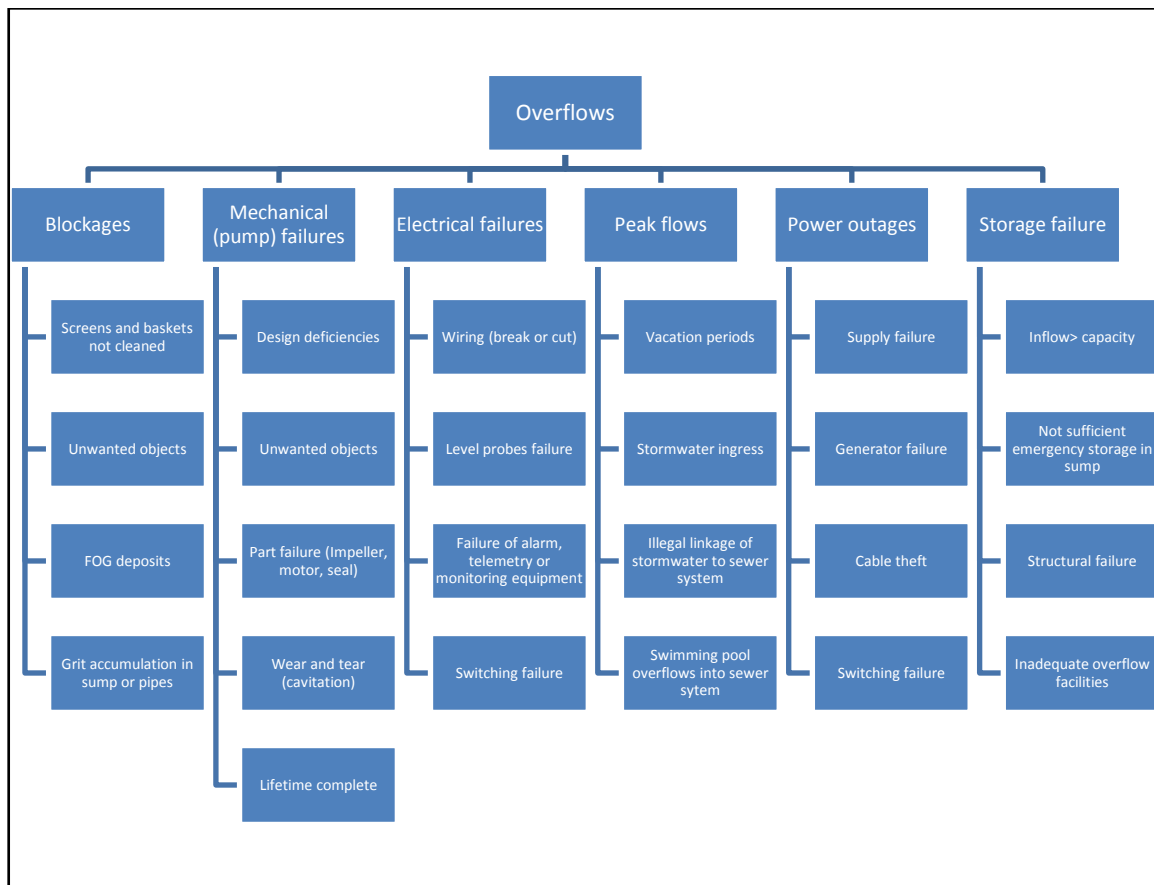 Overflows
Blockages
Mechanical
(pump) failures
Electrical failures
Peak flows
Power outages
Storage failure
Screens and baskets
not cleaned
Design deficiencies
Wiring (break or cut)
Vacation periods
Supply failure
Inflow> capacity
Unwanted objects
Unwanted objects
Level probes failure
Stormwater ingress
Generator failure
Not sufficient
emergency storage in
sump
FOG deposits
Part failure (Impeller,
motor, seal)
Failure of alarm,
telemetry or
monitoring equipment
Illegal linkage of
stormwater to sewer
system
Cable theft
Structural failure
Grit accumulation in
sump or pipes
Wear and tear
(cavitation)
Switching failure
Swimming pool
overflows into sewer
sytem
Switching failure
Inadequate overflow
facilities
Lifetime complete